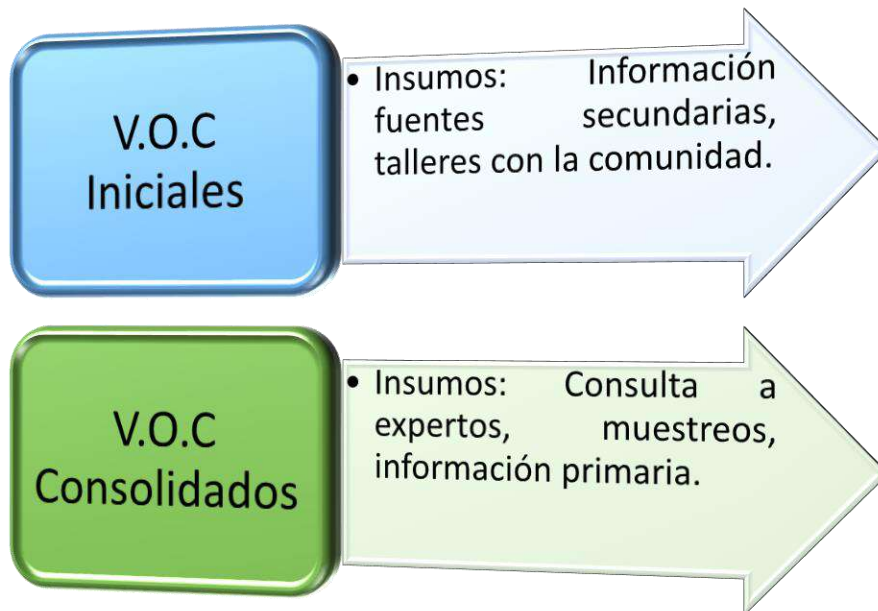 V.O.C
Iniciales
• Insumos: Información
fuentes secundarias,
talleres con la comunidad.
V.O.C
Consolidados
• Insumos: Consulta a
expertos, muestreos,
información primaria.